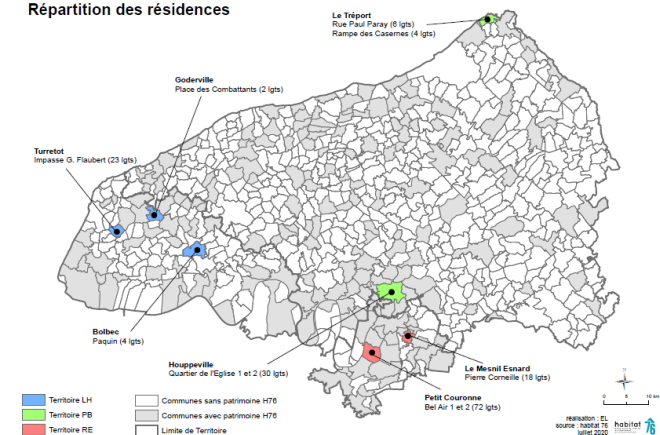 Répartition des résidences
Le Tréport
Rue Paul Paray (6 lgts)
Rampe des Casernes (4 lgts)
Goderville
Place des Combattants (2 lgts)
Turretot
Impasse G. Flaubert (23 lgts)
Bolbec
Paquin (4 lgts)
Houppeville
Quartier de l'Eglise 1 et 2 (30 lgts)
Le Mesnil Esnard
Pierre Corneille (18 lgts)
Petit Couronne
Bel Air 1 et 2 (72 lgts)
Territoire LH
Territoire PB
Territoire RE
Communes sans patrimoine H76
Communes avec patrimoine H76
Limite de Territoire
0 5 10 km
réalisation : EL
source : habitat 76
juillet 2020
habitat 76